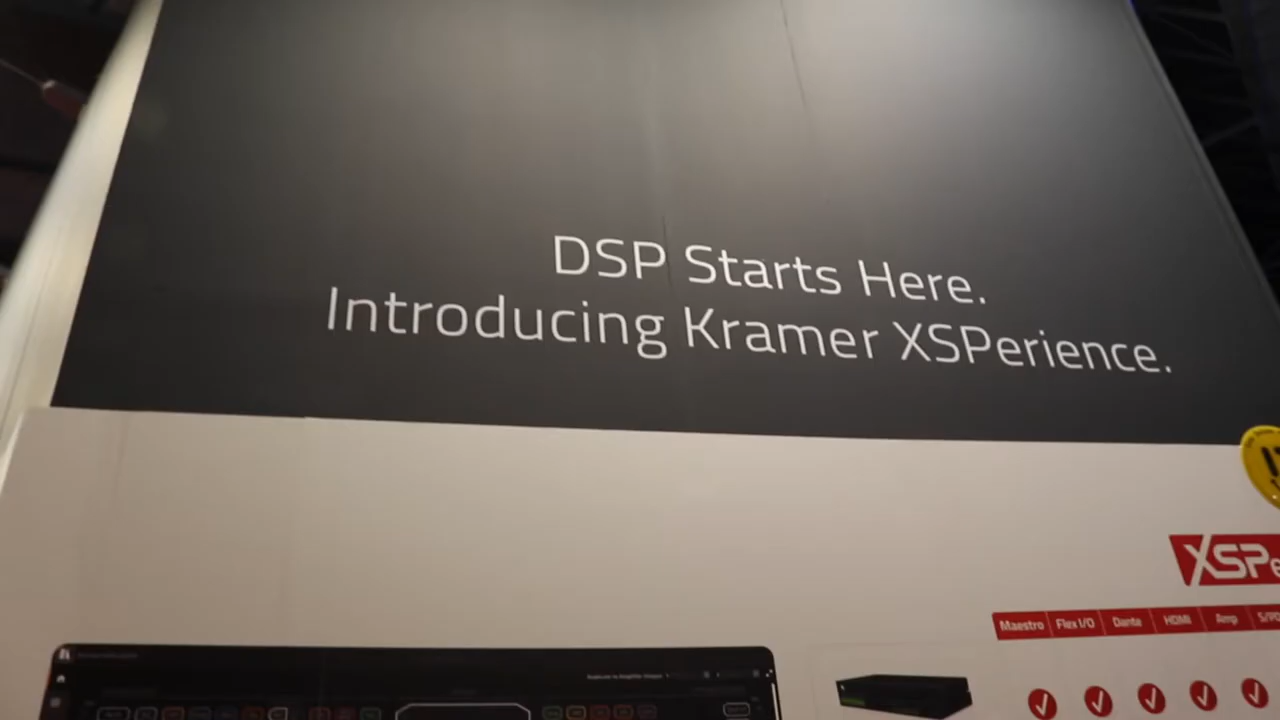 DSP Starts Here.
Introducing Kramer XSPerience.
XSPe
Maestro Flex I/O Dante HDMI Amp